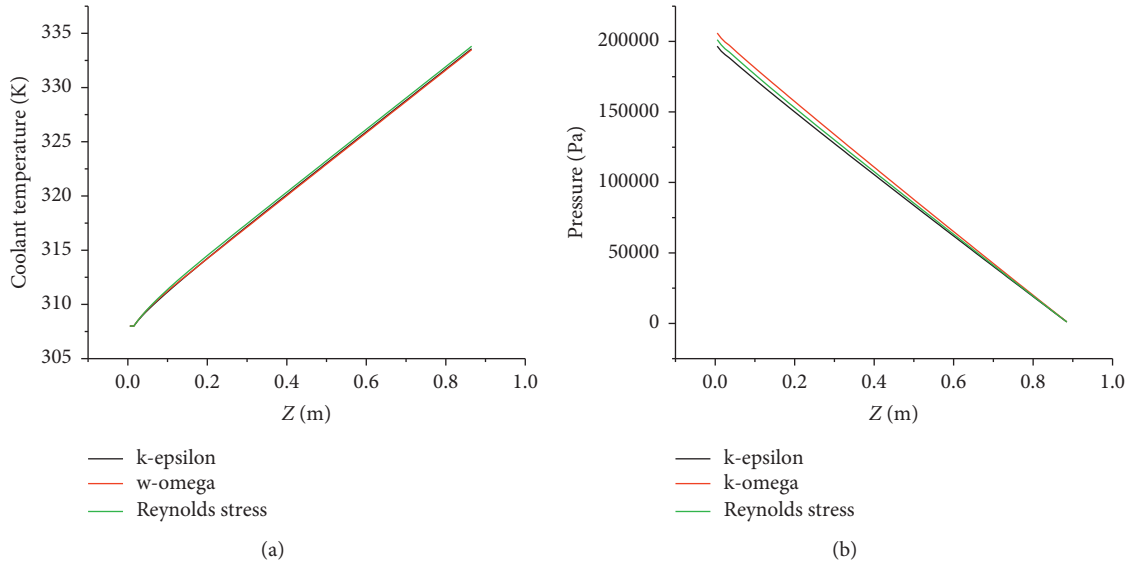 335
330
325
320
315
310
305
Coolant temperature (K)
0.0 0.2 0.4 0.6 0.8 1.0
Z (m)
k-epsilon
w-omega
Reynolds stress
(a)
200000
150000
100000
50000
0
Pressure (Pa)
0.0 0.2 0.4 0.6 0.8 1.0
Z (m)
k-epsilon
k-omega
Reynolds stress
(b)